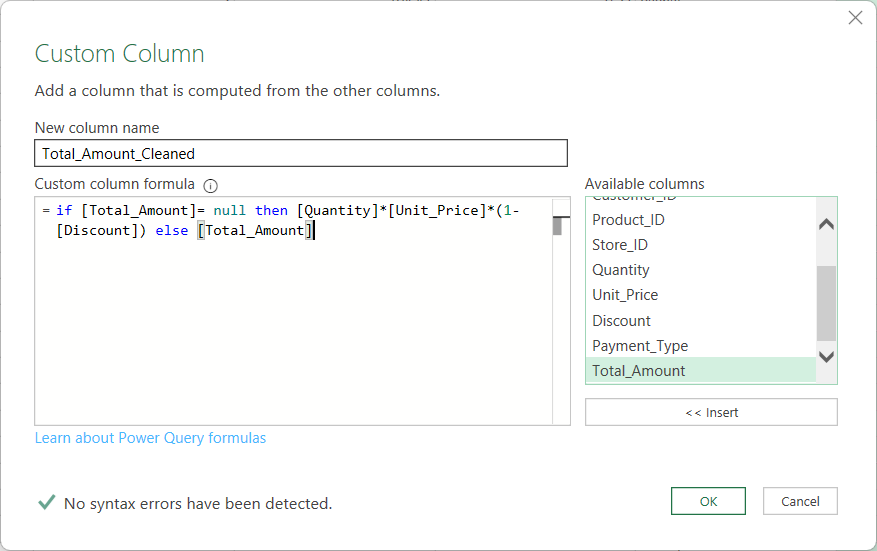 Custom Column
Add a column that is computed from the other columns.
New column name
Total_Amount_Cleaned
Custom column formula
= if [Total_Amount]= null then [Quantity]*[Unit_Price]*(1-
[Discount]) else [Total_Amount]
Available columns
Customer_ID
Product_ID
Store_ID
Quantity
Unit_Price
Discount
Payment_Type
Total_Amount
<< Insert
Learn about Power Query formulas
No syntax errors have been detected.
OK
Cancel